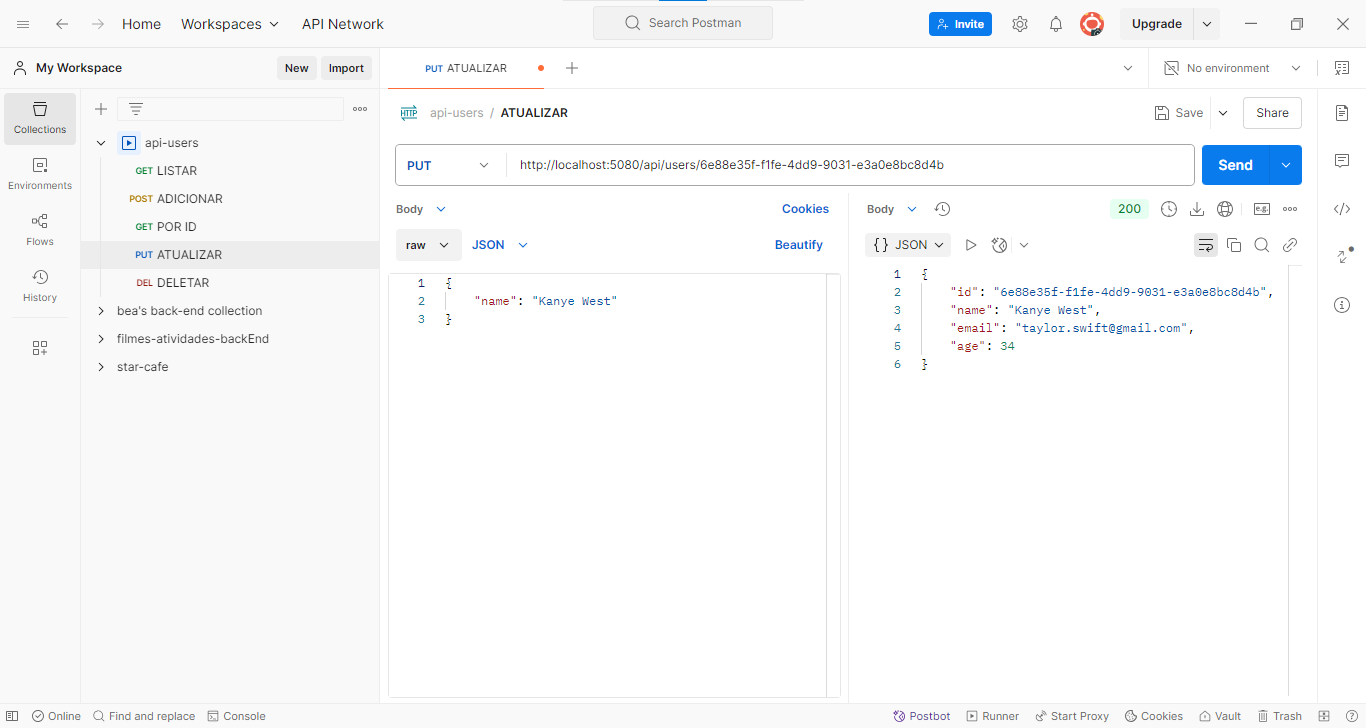 Home Workspaces API Network Search Postman Invite Upgrade
My Workspace New Import PUT ATUALIZAR No environment
Collections
Environments
Flows
History
api-users
GET LISTAR
POST ADICIONAR
GET POR ID
PUT ATUALIZAR
DEL DELETAR
bea's back-end collection
filmes-atividades-backEnd
star-cafe
HTTP api-users / ATUALIZAR Save Share
PUT http://localhost:5080/api/users/6e88e35f-f1fe-4dd9-9031-e3a0e8bc8d4b Send
Body Cookies
raw JSON Beautify
1 {
2 "name": "Kanye West"
3 }
Body 200 e.g.
{} JSON
1 {
2 "id": "6e88e35f-f1fe-4dd9-9031-e3a0e8bc8d4b",
3 "name": "Kanye West",
4 "email": "taylor.swift@gmail.com",
5 "age": 34
6 }
Online Find and replace Console Postbot Runner Start Proxy Cookies Vault Trash